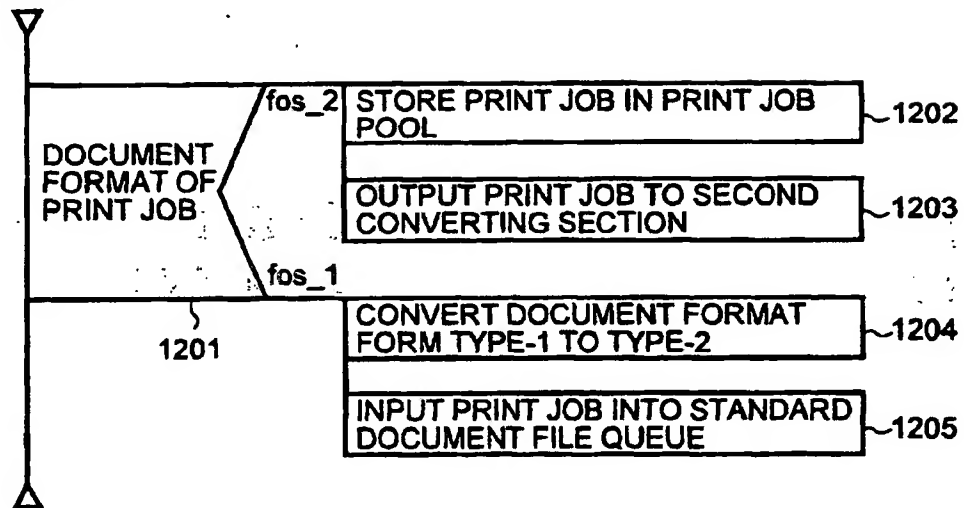 fos_2
STORE PRINT JOB IN PRINT JOB
POOL
1202
DOCUMENT
FORMAT OF
PRINT JOB
OUTPUT PRINT JOB TO SECOND
CONVERTING SECTION
1203
fos_1
1201
CONVERT DOCUMENT FORMAT
FORM TYPE-1 TO TYPE-2
1204
INPUT PRINT JOB INTO STANDARD
DOCUMENT FILE QUEUE
1205